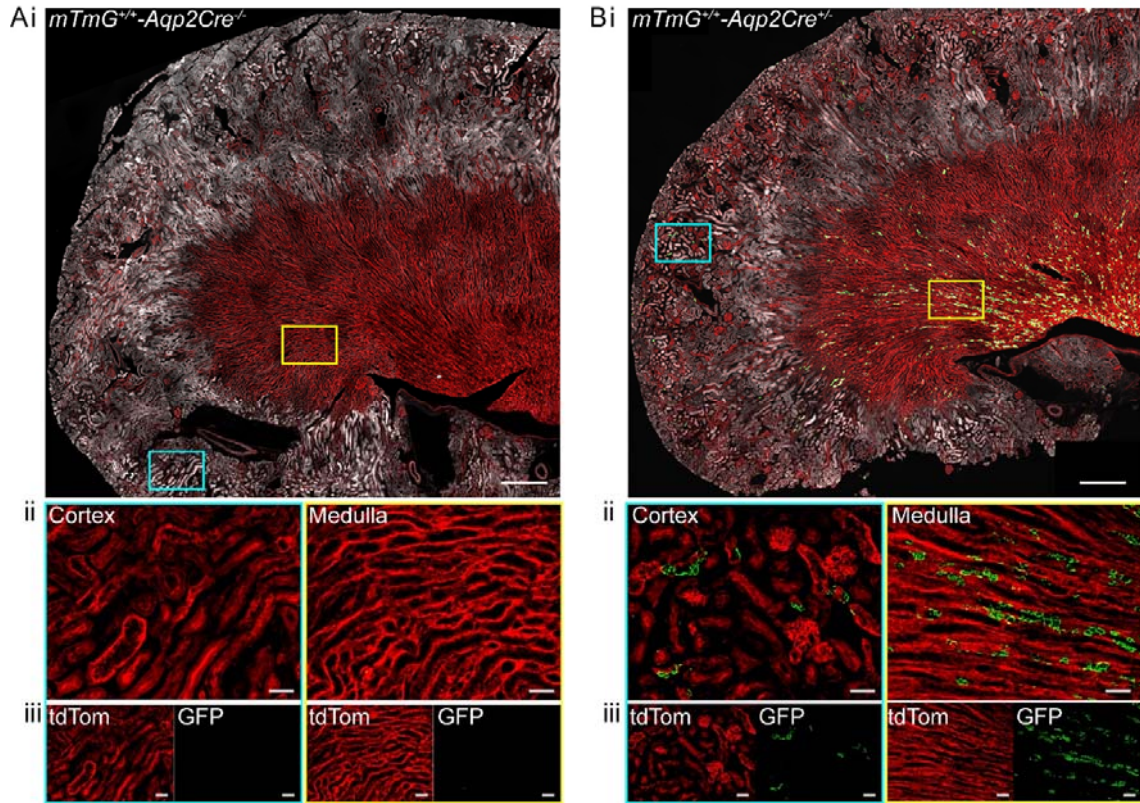 Ai
mTmG+/+-Aqp2Cre-/-
ii
Cortex
Medulla
iii
tdTom
GFP
tdTom
GFP
Bi
mTmG+/+-Aqp2Cre+/-
ii
Cortex
Medulla
iii
tdTom
GFP
tdTom
GFP